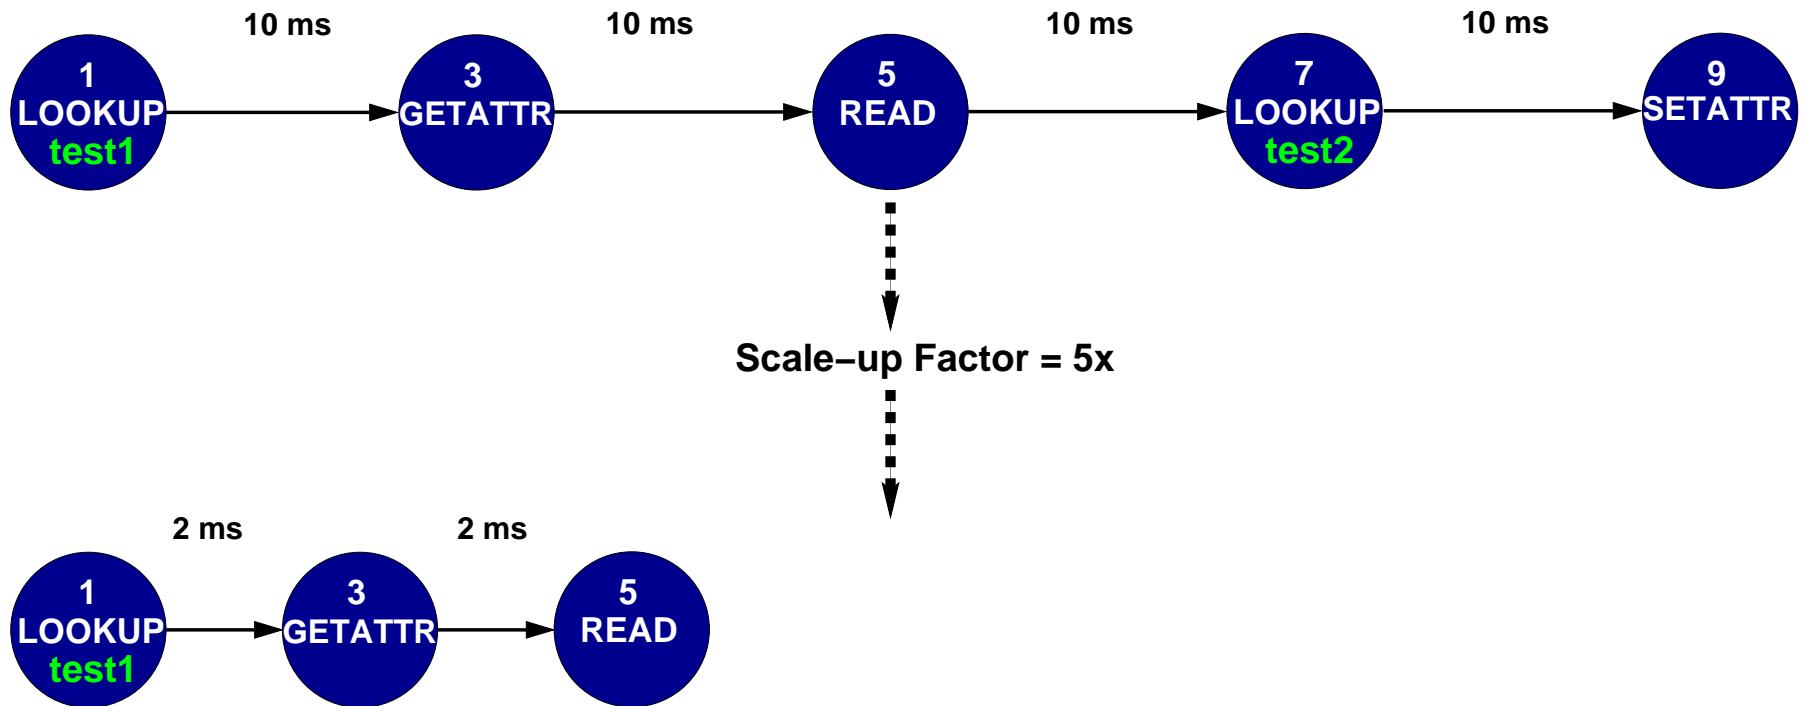 10 ms
10 ms
10 ms
10 ms
1
LOOKUP
test1
3
GETATTR
5
READ
7
LOOKUP
test2
9
SETATTR
Scale-up Factor = 5x
2 ms
2 ms
1
LOOKUP
test1
3
GETATTR
5
READ